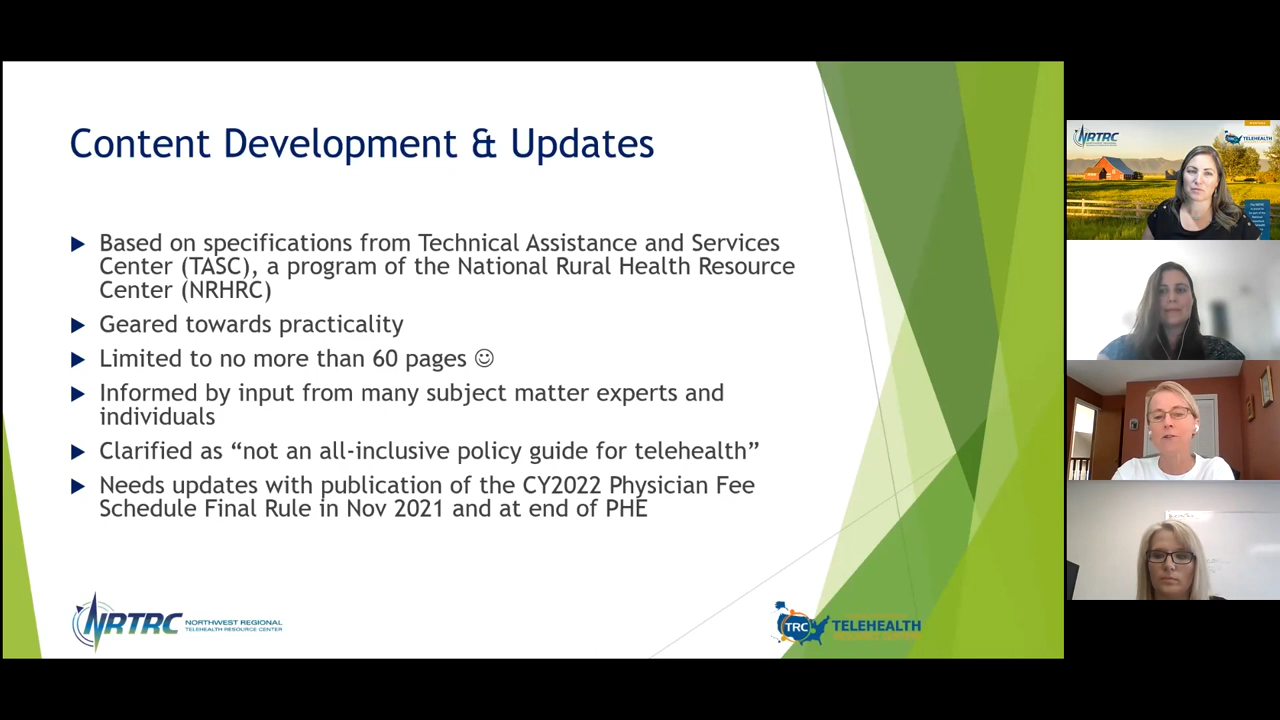 Content Development & Updates
Based on specifications from Technical Assistance and Services
Center (TASC), a program of the National Rural Health Resource
Center (NRHRC)
Geared towards practicality
Limited to no more than 60 pages ☺
Informed by input from many subject matter experts and
individuals
Clarified as “not an all-inclusive policy guide for telehealth”
Needs updates with publication of the CY2022 Physician Fee
Schedule Final Rule in Nov 2021 and at end of PHE
NRTRC
NORTHWEST REGIONAL
TELEHEALTH RESOURCE CENTER
TRC
TELEHEALTH
RESOURCE CENTERS
NRTRC
TELEHEALTH